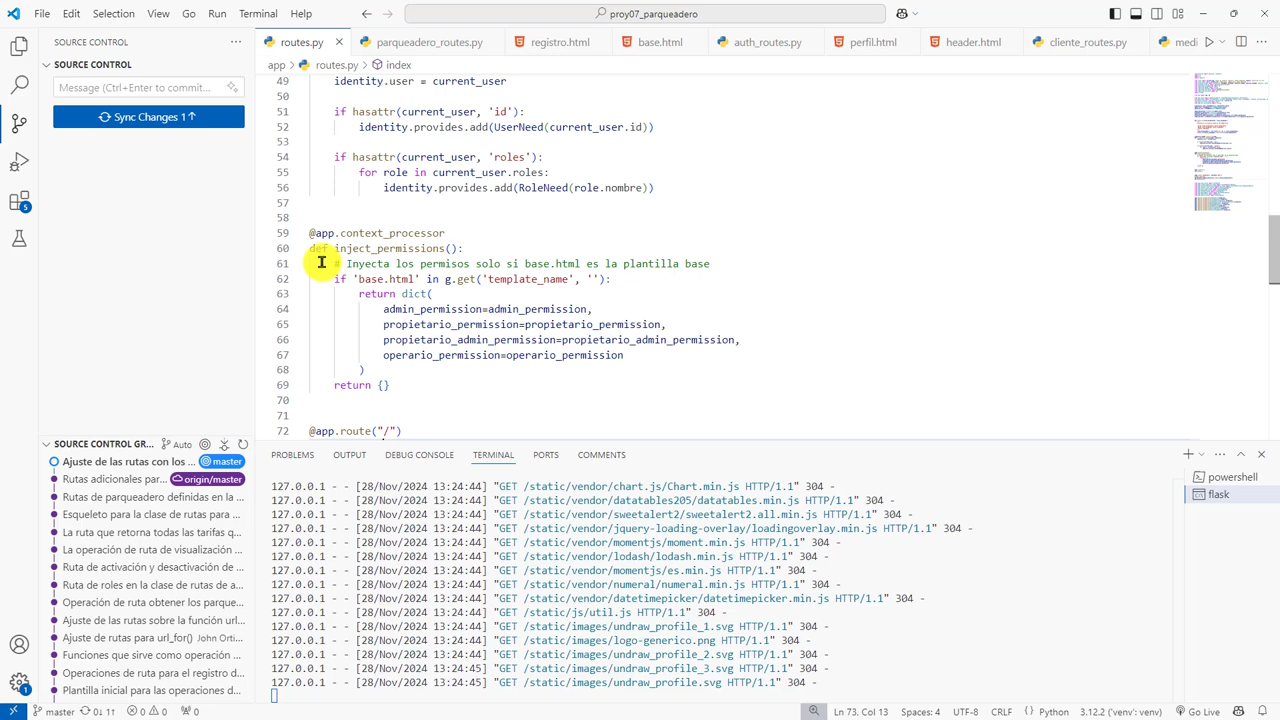 File Edit Selection View Go Run Terminal Help
proy07_parqueadero
SOURCE CONTROL
routes.py
parqueadero_routes.py
registro.html
base.html
auth_routes.py
perfil.html
header.html
cliente_routes.py
medi
SOURCE CONTROL
app > routes.py > index
Message (Ctrl+Enter to commit...
Sync Changes 1↑
49 identity.user = current_user
50
51
52
53
54
55 for role in current_user.roles:
56 identity.provides.add(RoleNeed(role.nombre))
57
58
59 @app.context_processor
60 def inject_permissions():
61 # Inyecta los permisos solo si base.html es la plantilla base
62 if 'base.html' in g.get('template_name', ''):
63 return dict(
64 admin_permission=admin_permission,
65 propietario_permission=propietario_permission,
66 propietario_admin_permission=propietario_admin_permission,
67 operario_permission=operario_permission
68 )
69 return {}
70
71
72 @app.route("/")
SOURCE CONTROL GR... Auto
Ajuste de las rutas con los ... master
Rutas adicionales par... origin/master
Rutas de parqueadero definidas en la ...
Esqueleto para la clase de rutas para ...
La ruta que retorna todas las tarifas q...
La operación de ruta de visualización ...
Ruta de activación y desactivación de ...
Ruta de roles en la clase de rutas de a...
Operación de ruta obtener los parque...
Ajuste de las rutas sobre la función url...
Ajuste de rutas para url_for() John Orti...
Funciones que sirve como operación ...
Operaciones de ruta para el registro d...
Plantilla inicial para las operaciones d...
PROBLEMS OUTPUT DEBUG CONSOLE TERMINAL PORTS COMMENTS
powershell
flask
127.0.0.1 - - [28/Nov/2024 13:24:44] "GET /static/vendor/chart.js/Chart.min.js HTTP/1.1" 304 -
127.0.0.1 - - [28/Nov/2024 13:24:44] "GET /static/vendor/datatables205/datatables.min.js HTTP/1.1" 304 -
127.0.0.1 - - [28/Nov/2024 13:24:44] "GET /static/vendor/sweetalert2/sweetalert2.all.min.js HTTP/1.1" 304 -
127.0.0.1 - - [28/Nov/2024 13:24:44] "GET /static/vendor/jquery-loading-overlay/loadingoverlay.min.js HTTP/1.1" 304 -
127.0.0.1 - - [28/Nov/2024 13:24:44] "GET /static/vendor/momentjs/moment.min.js HTTP/1.1" 304 -
127.0.0.1 - - [28/Nov/2024 13:24:44] "GET /static/vendor/lodash/lodash.min.js HTTP/1.1" 304 -
127.0.0.1 - - [28/Nov/2024 13:24:44] "GET /static/vendor/momentjs/es.min.js HTTP/1.1" 304 -
127.0.0.1 - - [28/Nov/2024 13:24:44] "GET /static/vendor/numeral/numeral.min.js HTTP/1.1" 304 -
127.0.0.1 - - [28/Nov/2024 13:24:44] "GET /static/vendor/datetimepicker/datetimepicker.min.js HTTP/1.1" 304 -
127.0.0.1 - - [28/Nov/2024 13:24:44] "GET /static/js/util.js HTTP/1.1" 304 -
127.0.0.1 - - [28/Nov/2024 13:24:45] "GET /static/images/undraw_profile_1.svg HTTP/1.1" 304 -
127.0.0.1 - - [28/Nov/2024 13:24:45] "GET /static/images/logo-generico.png HTTP/1.1" 304 -
127.0.0.1 - - [28/Nov/2024 13:24:45] "GET /static/images/undraw_profile_2.svg HTTP/1.1" 304 -
127.0.0.1 - - [28/Nov/2024 13:24:45] "GET /static/images/undraw_profile_3.svg HTTP/1.1" 304 -
127.0.0.1 - - [28/Nov/2024 13:24:45] "GET /static/images/undraw_profile.svg HTTP/1.1" 304 -
master 0↓ 1↑ 0 0 0 Ln 73, Col 13 Spaces: 4 UTF-8 CRLF Python 3.12.2 ('venv': venv) Go Live